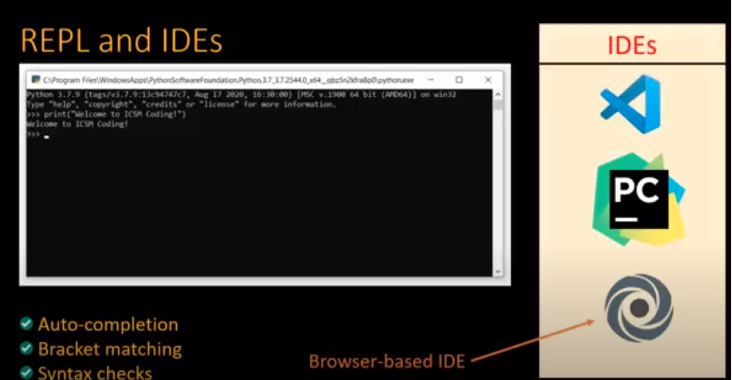 REPL and IDEs
C:\Program Files\WindowsApps\PythonSoftwareFoundation.Python.3.7_3.7.2544.0_x64__qbz5n2kfra8p0\python.exe
Python 3.7.9 (tags/v3.7.9:13c94747c7, Aug 17 2020, 16:30:00) [MSC v.1900 64 bit (AMD64)] on win32
Type "help", "copyright", "credits" or "license" for more information.
>>> print("Welcome to ICSM Coding!")
Welcome to ICSM Coding!
>>> _
Auto-completion
Bracket matching
Syntax checks
IDEs
PC
Browser-based IDE